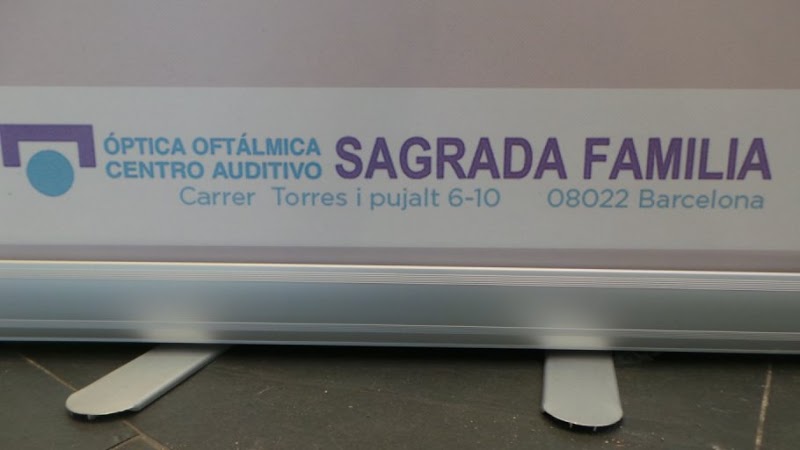 ÓPTICA OFTÁLMICA
CENTRO AUDITIVO
SAGRADA FAMILIA
Carrer Torres i pujalt 6-10 08022 Barcelona